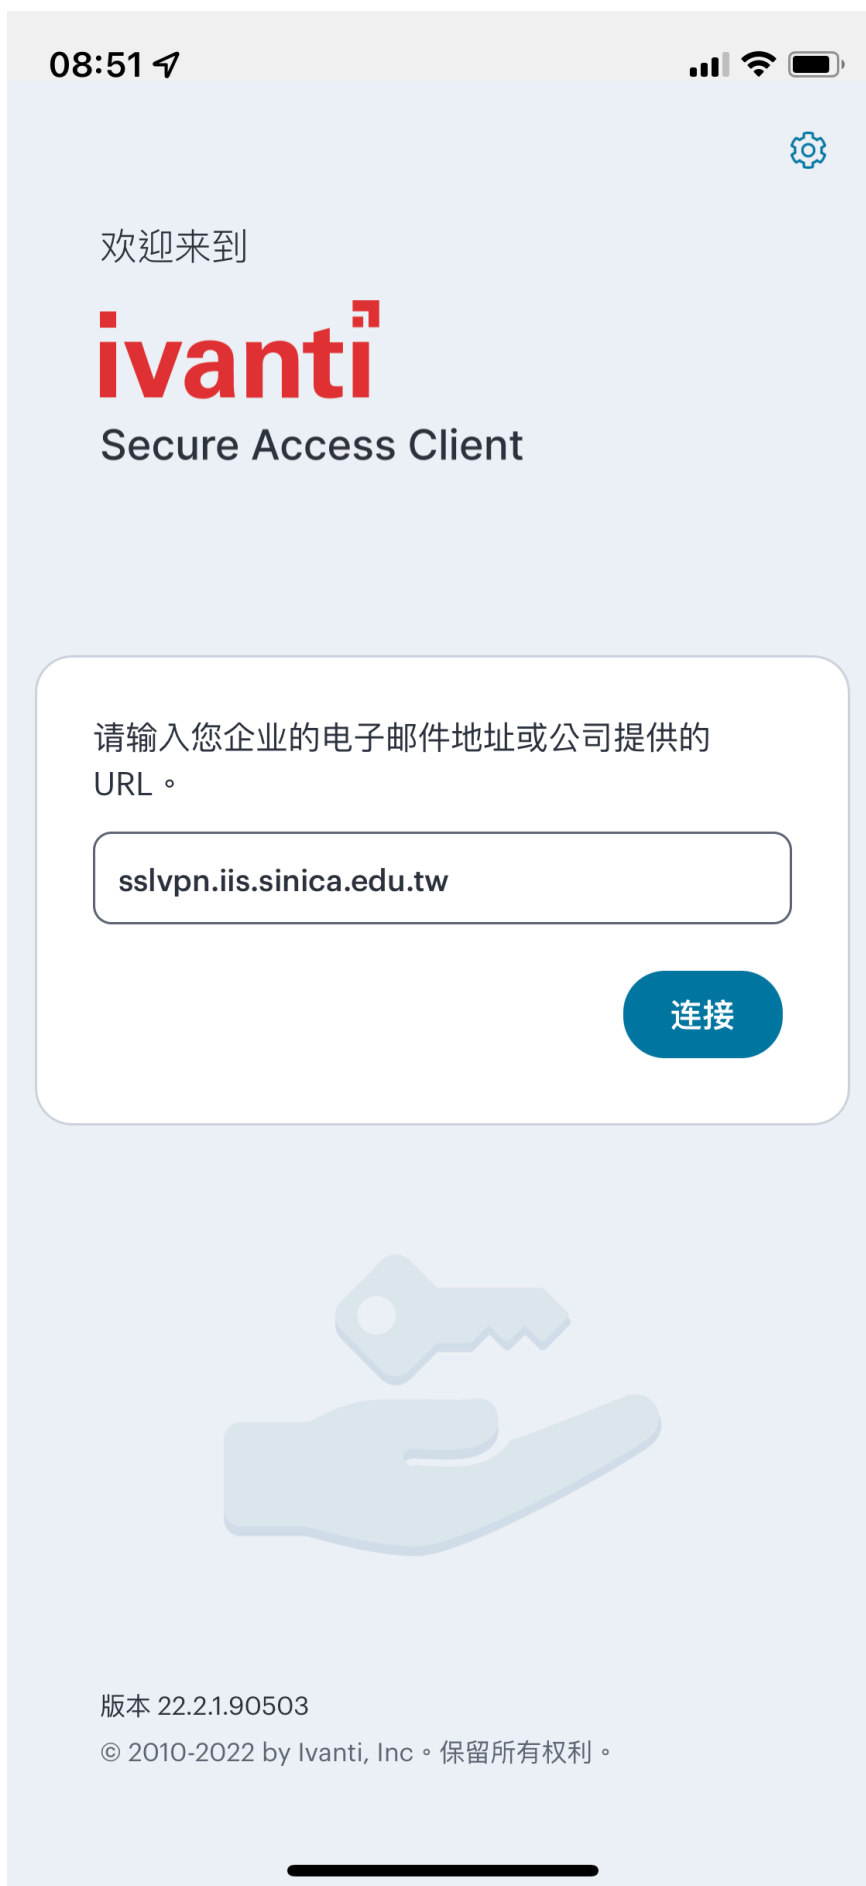 08:51
欢迎来到
ivanti
Secure Access Client
请输入您企业的电子邮件地址或公司提供的
URL。
sslvpn.iis.sinica.edu.tw
连接
版本 22.2.1.90503
© 2010-2022 by Ivanti, Inc。保留所有权利。